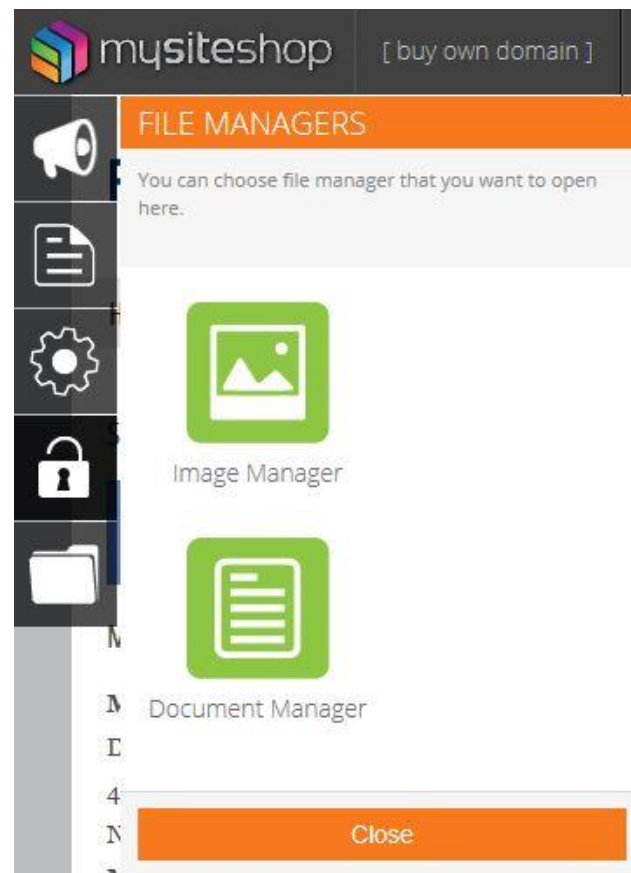 mysiteshop [ buy own domain ]
FILE MANAGERS
You can choose file manager that you want to open
here.
Image Manager
Document Manager
Close